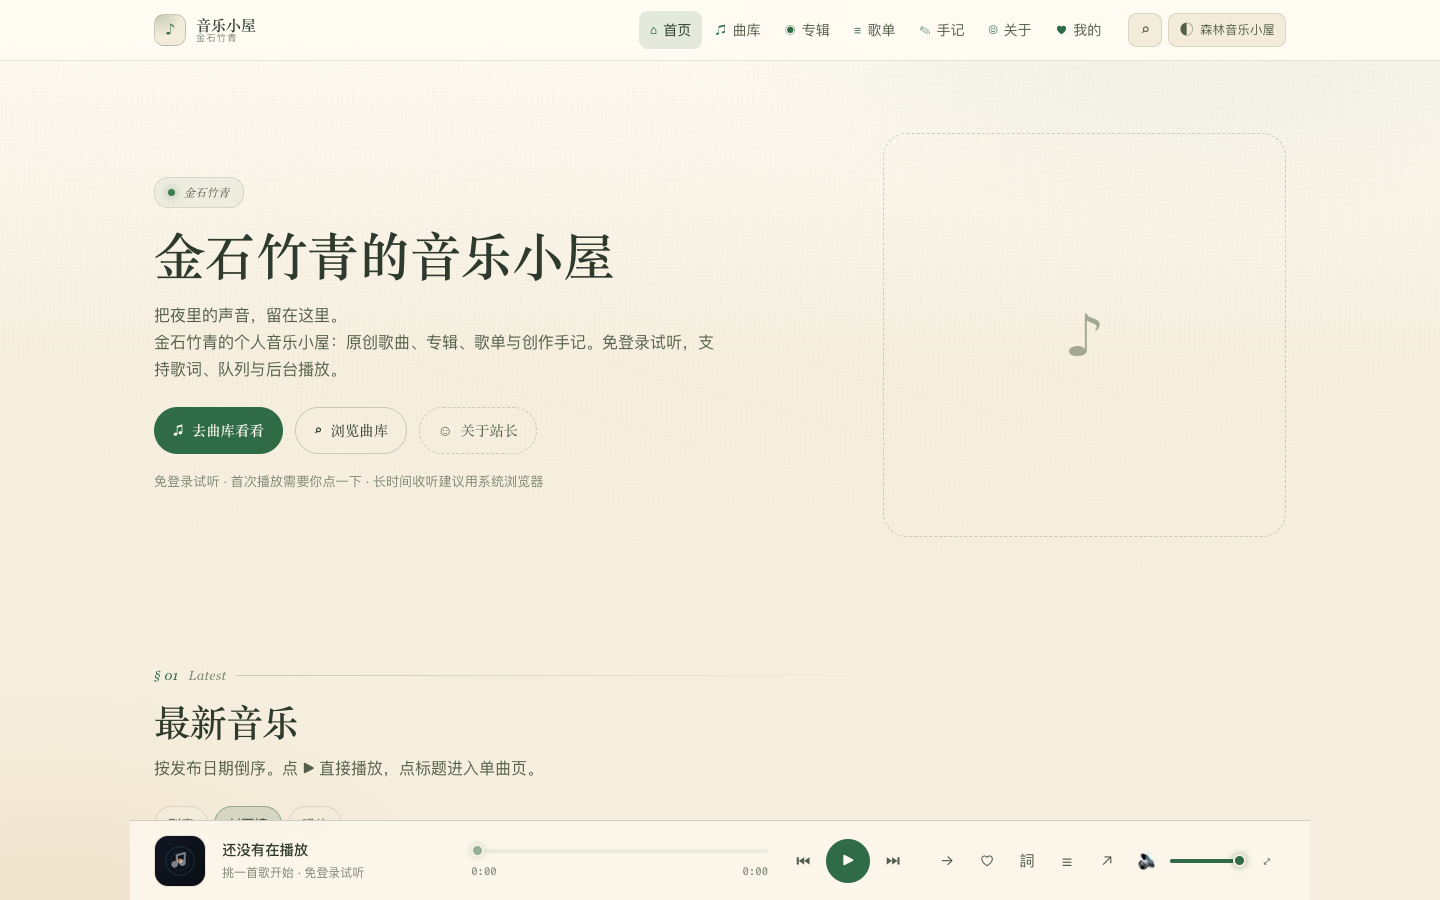 音乐小屋
金石竹青
首页
曲库
专辑
歌单
手记
关于
我的
森林音乐小屋
金石竹青
金石竹青的音乐小屋
把夜里的声音，留在这里。
金石竹青的个人音乐小屋：原创歌曲、专辑、歌单与创作手记。免登录试听，支
持歌词、队列与后台播放。
去曲库看看
浏览曲库
关于站长
免登录试听 · 首次播放需要你点一下 · 长时间收听建议用系统浏览器
§ 01 Latest
最新音乐
按发布日期倒序。点 ▶ 直接播放，点标题进入单曲页。
还没有在播放
挑一首歌开始 · 免登录试听
0:00
0:00
詞